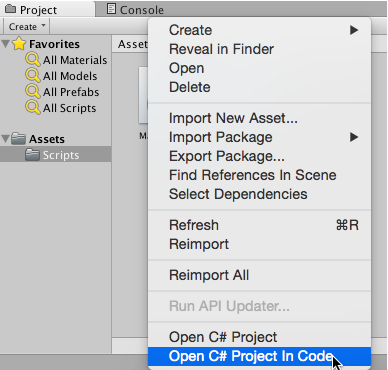 Project
Console
Create
Favorites
All Materials
All Models
All Prefabs
All Scripts
Assets
Scripts
Asse
M
Create
Reveal in Finder
Open
Delete
Import New Asset...
Import Package
Export Package...
Find References In Scene
Select Dependencies
Refresh ⌘R
Reimport
Reimport All
Run API Updater...
Open C# Project
Open C# Project In Code